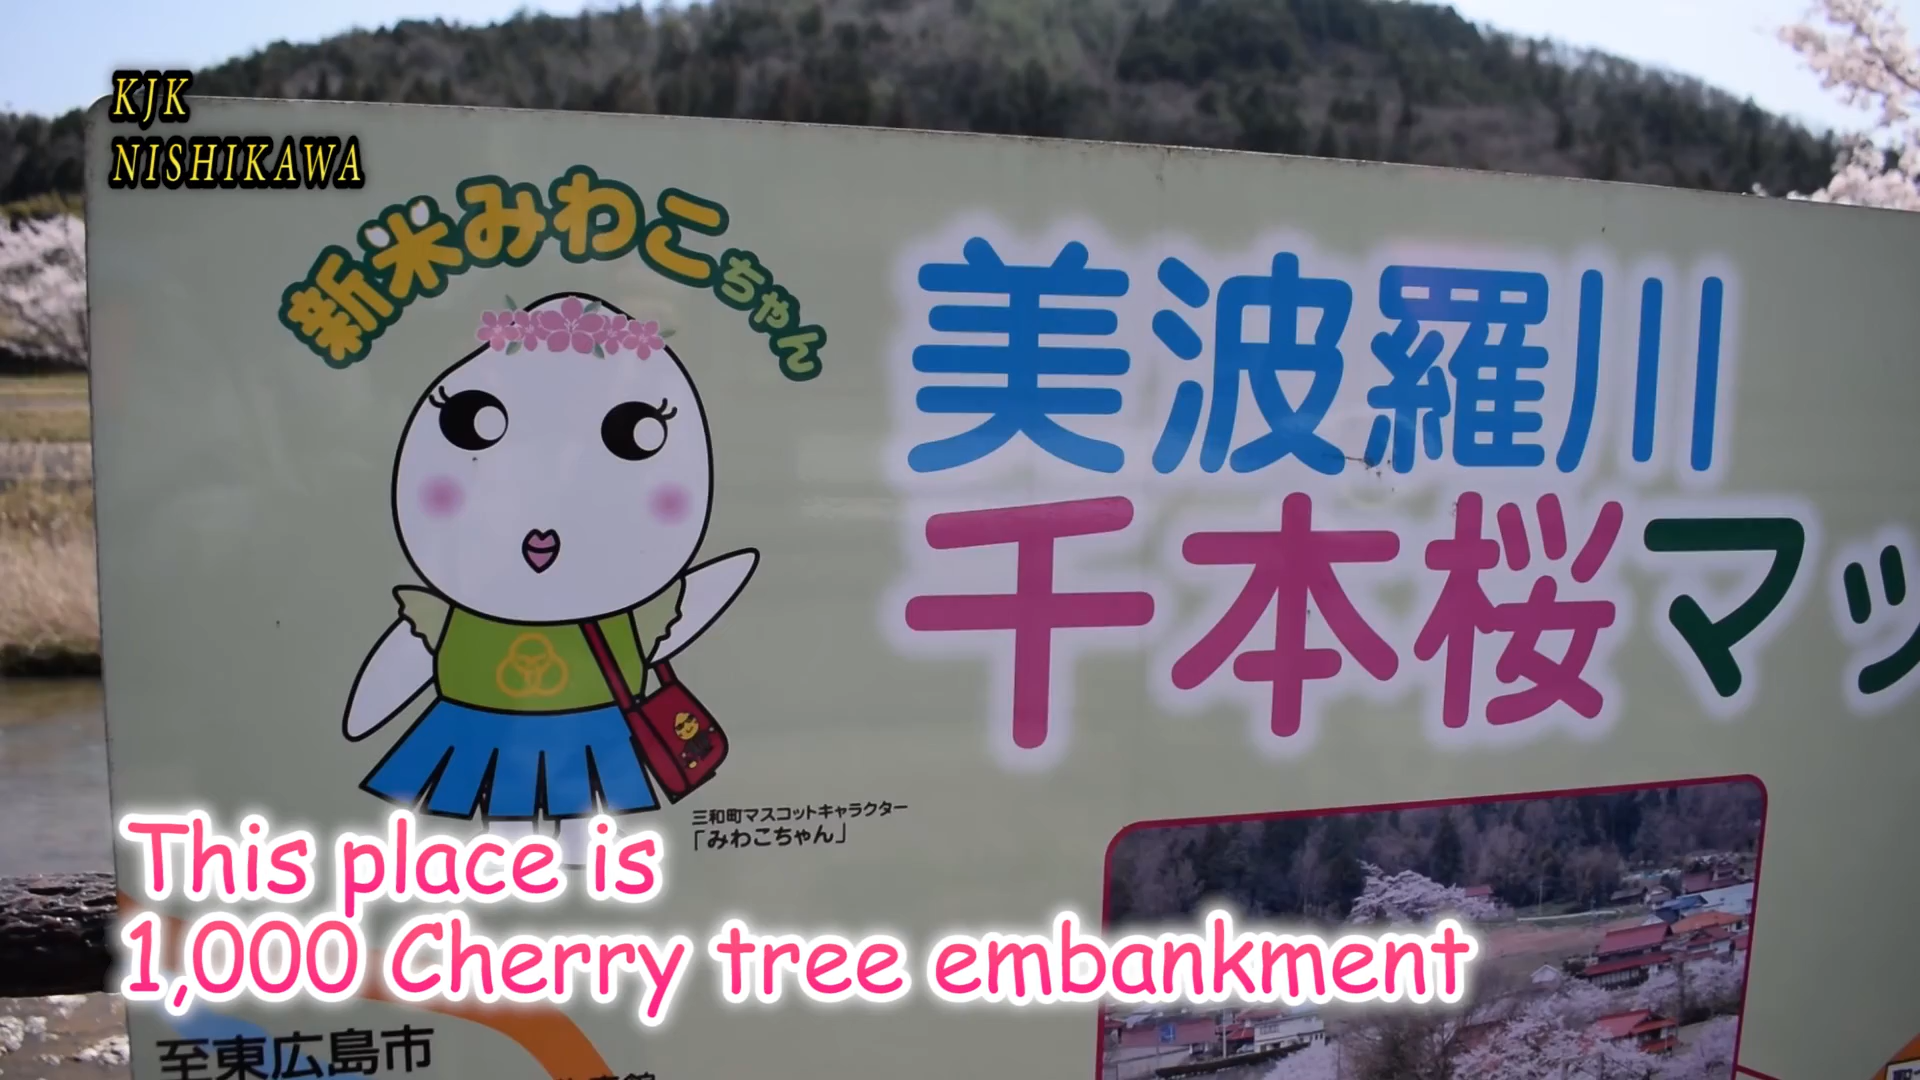 KJK
NISHIKAWA
新米みわこちゃん
美波羅川
千本桜マッ
三和町マスコットキャラクター
「みわこちゃん」
This place is
1,000 Cherry tree embankment
至東広島市